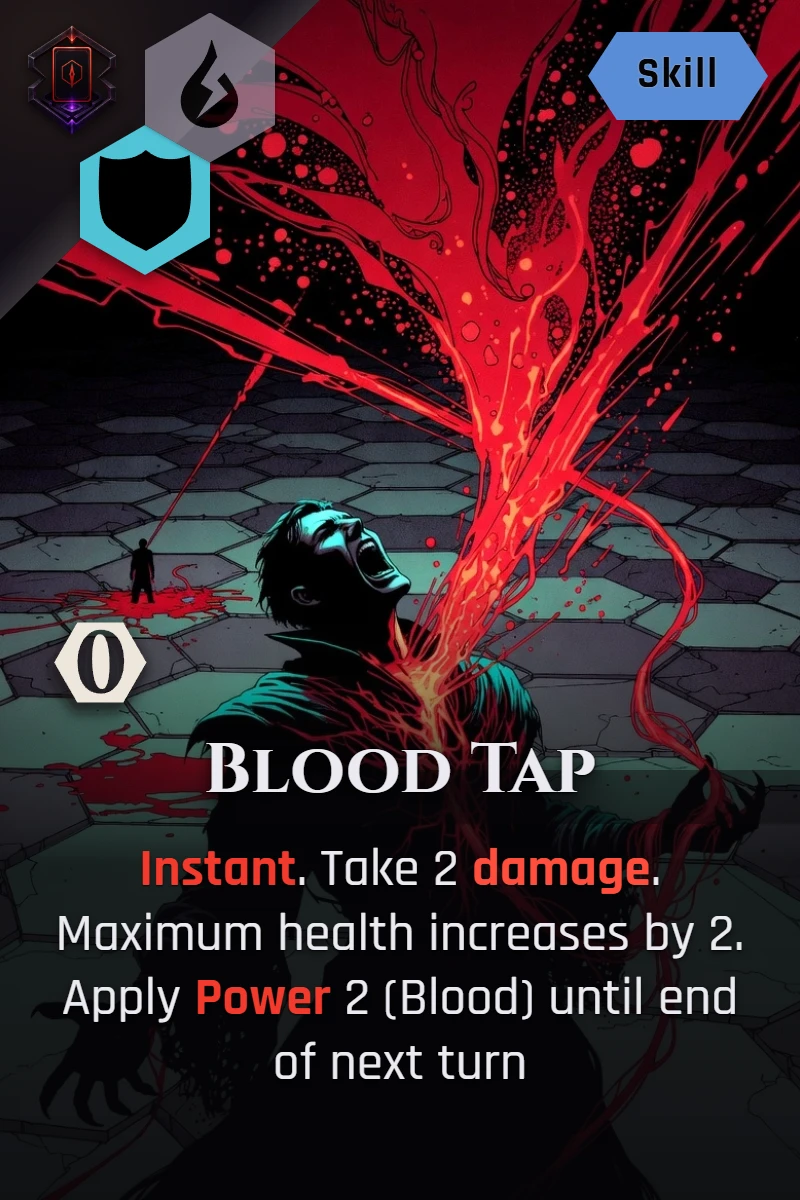 Skill
0
Blood Tap
Instant. Take 2 damage.
Maximum health increases by 2.
Apply Power 2 (Blood) until end
of next turn